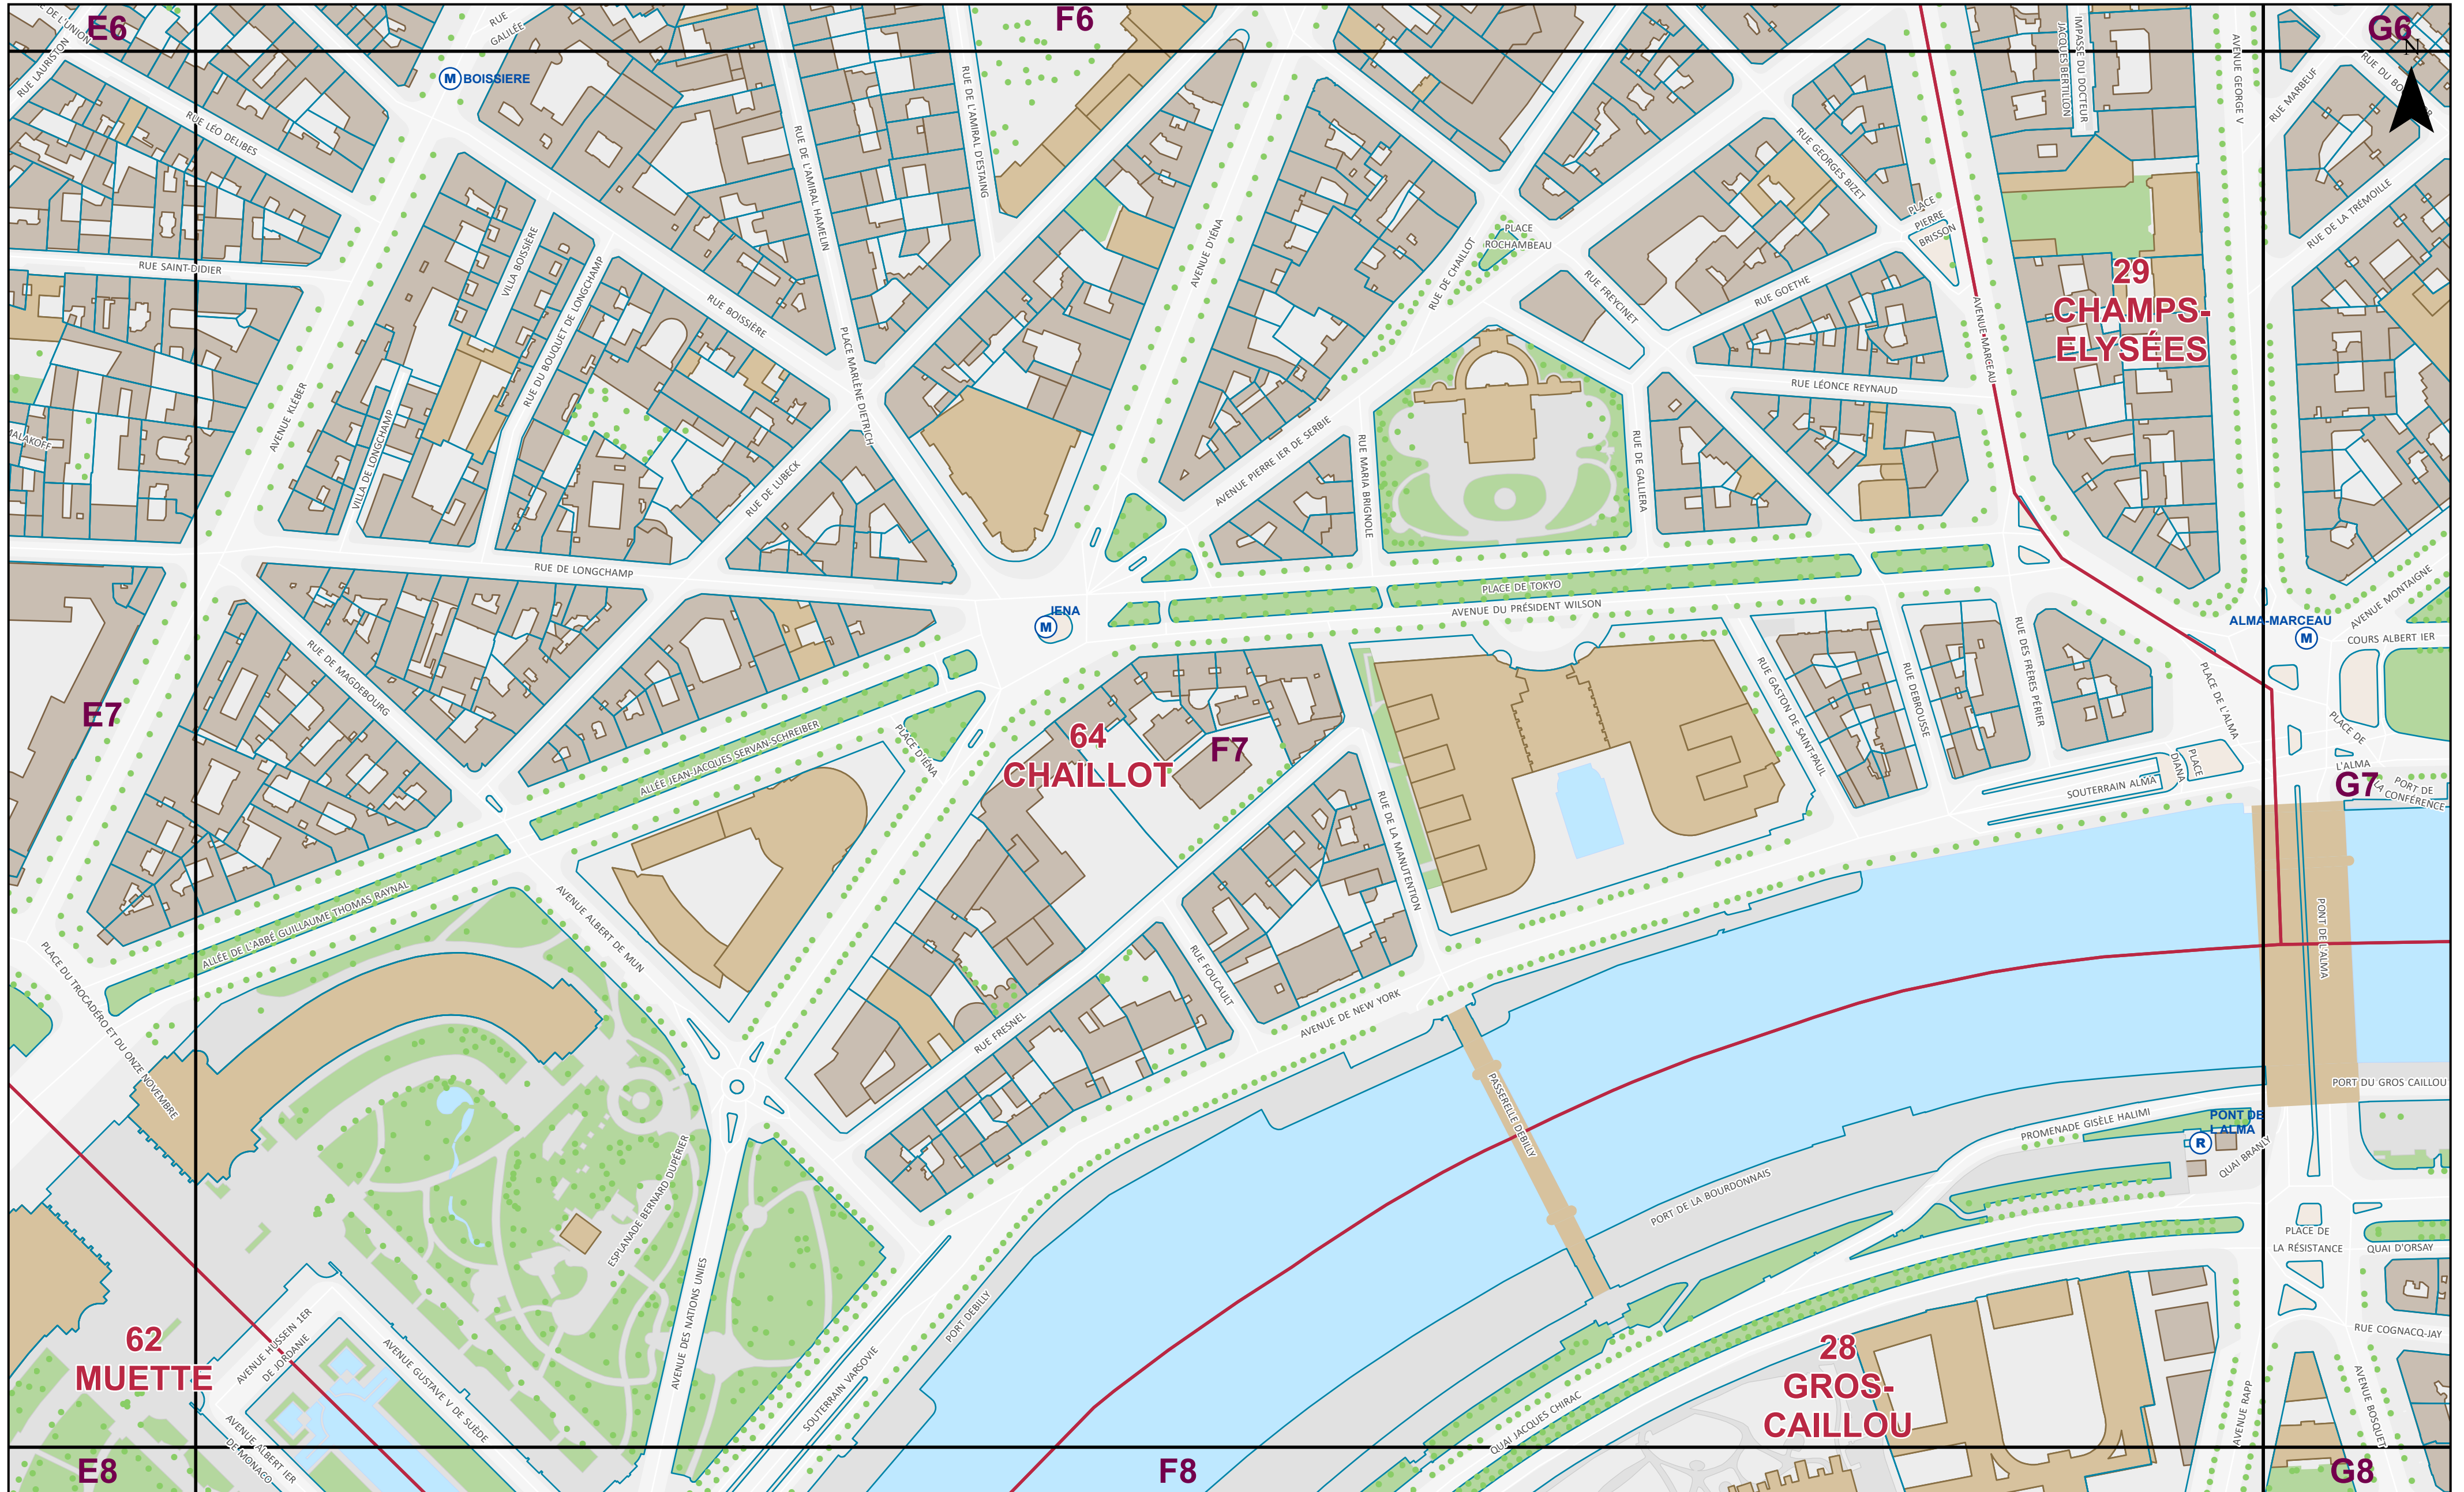 E6
F6
G6
N
E DE L'UNION
RUE LAURISTON
RUE
GALILÉE
M BOISSIERE
RUE LÉO DELIBES
RUE DE L'AMIRAL HAMELIN
RUE DE L'AMIRAL D'ESTAING
RUE GEORGES BIZET
IMPASSE DU DOCTEUR
JACQUES BERTILLON
AVENUE GEORGE V
RUE MARBEUF
RUE DE LA TRÉMOILLE
RUE SAINT-DIDIER
VILLA BOISSIÈRE
RUE DU BOUQUET DE LONGCHAMP
RUE BOISSIÈRE
AVENUE D'IÉNA
RUE DE CHAILLOT
PLACE
ROCHAMBEAU
PLACE
PIERRE
BRISSON
RUE FREYCINET
RUE GOETHE
AVENUE MARCEAU
29
CHAMPS-
ELYSÉES
PLACE MARLÈNE DIETRICH
RUE LÉONCE REYNAUD
AVENUE KLÉBER
VILLA DE LONGCHAMP
MALAKOFF
RUE DE LUBECK
AVENUE PIERRE IER DE SERBIE
RUE MARIA BRIGNOLE
RUE DE GALLIERA
RUE DE LONGCHAMP
PLACE DE TOKYO
AVENUE DU PRÉSIDENT WILSON
IENA
M
AVENUE MONTAIGNE
ALMA-MARCEAU
M
COURS ALBERT IER
RUE DE MAGDEBOURG
RUE GASTON DE SAINT-PAUL
RUE DEBROUSSE
RUE DES FRÈRES PÉRIER
PLACE DE L'ALMA
PLACE DE
L'ALMA
E7
64
CHAILLOT
F7
G7
ALLÉE JEAN-JACQUES SERVAN-SCHREIBER
PLACE D'IÉNA
PLACE
DIANA
SOUTERRAIN ALMA
PORT DE
LA CONFÉRENCE
RUE DE LA MANUTENTION
ALLÉE DE L'ABBÉ GUILLAUME THOMAS RAYNAL
AVENUE ALBERT DE MUN
PLACE DU TROCADÉRO ET DU ONZE NOVEMBRE
RUE FOUCAULT
RUE FRESNEL
AVENUE DE NEW YORK
PONT DE L'ALMA
PASSERELLE DEBILLY
PORT DU GROS CAILLOU
PROMENADE GISÈLE HALIMI
PONT DE
L'ALMA
R
QUAI BRANLY
ESPLANADE BERNARD DUPÉRIER
PORT DE LA BOURDONNAIS
PLACE DE
LA RÉSISTANCE
QUAI D'ORSAY
62
MUETTE
AVENUE HUSSEIN 1ER
DE JORDANIE
AVENUE GUSTAVE V DE SUÈDE
AVENUE DES NATIONS UNIES
PORT DEBILLY
SOUTERRAIN VARSOVIE
28
GROS-
CAILLOU
RUE COGNACQ-JAY
AVENUE ALBERT IER
DE MONACO
QUAI JACQUES CHIRAC
AVENUE RAPP
AVENUE BOSQUET
E8
F8
G8